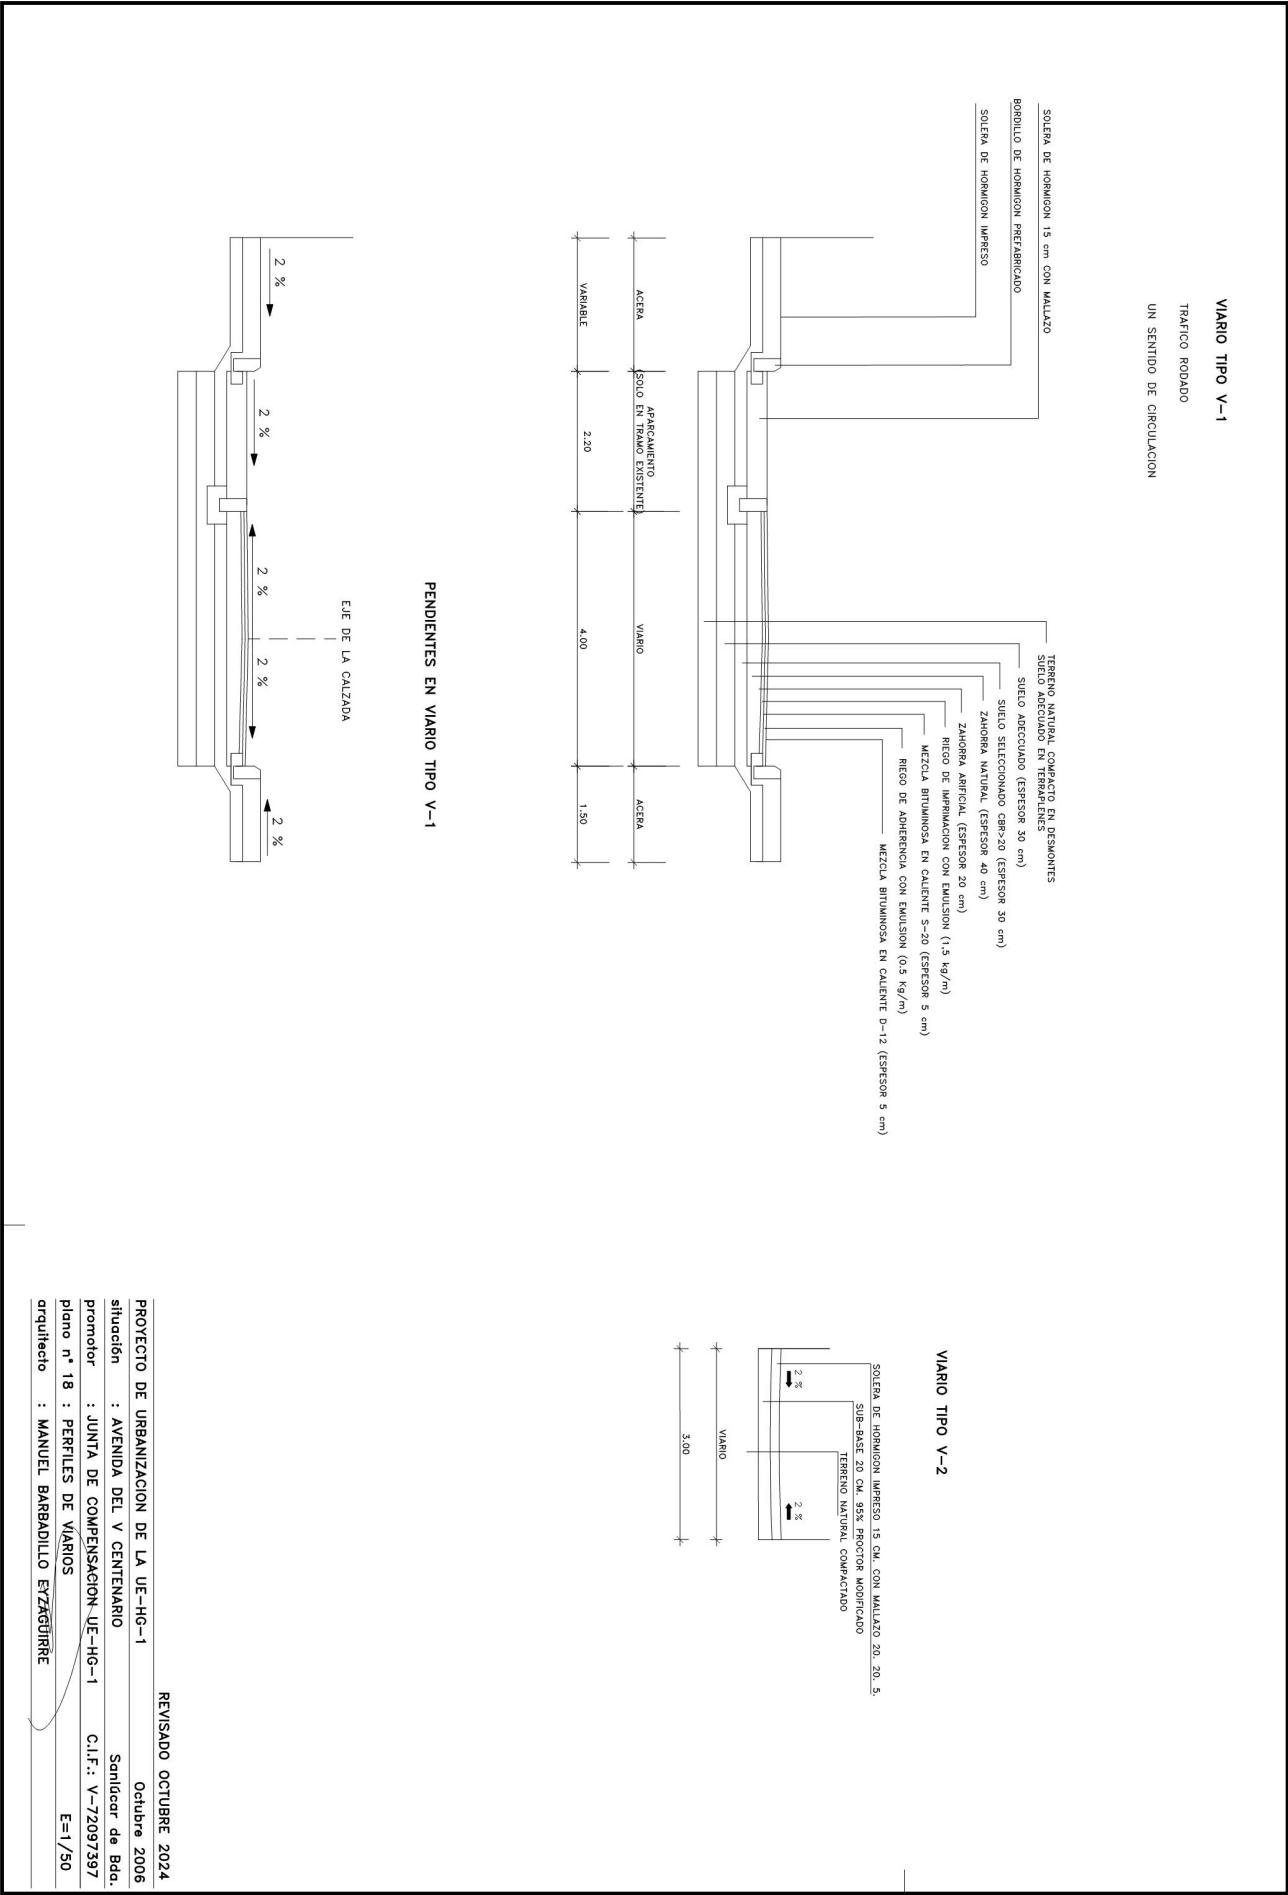 VIARIO TIPO V-1
TRAFICO RODADO
UN SENTIDO DE CIRCULACION
SOLERA DE HORMIGON 15 cm CON MALLAZO
BORDILLO DE HORMIGON PREFABRICADO
SOLERA DE HORMIGON IMPRESO
TERRENO NATURAL COMPACTO EN DESMONTES
SUELO ADECUADO EN TERRAPLENES
SUELO ADECCUADO (ESPESOR 30 cm)
SUELO SELECCIONADO CBR>20 (ESPESOR 30 cm)
ZAHORRA NATURAL (ESPESOR 40 cm)
ZAHORRA ARIFICIAL (ESPESOR 20 cm)
RIEGO DE IMPRIMACION CON EMULSION (1,5 kg/m)
MEZCLA BITUMINOSA EN CALIENTE S-20 (ESPESOR 5 cm)
RIEGO DE ADHERENCIA CON EMULSION (0.5 Kg/m)
MEZCLA BITUMINOSA EN CALIENTE D-12 (ESPESOR 5 cm)
ACERA
APARCAMIENTO
(SOLO EN TRAMO EXISTENTE)
VIARIO
ACERA
VARIABLE
2.20
4.00
1.50
PENDIENTES EN VIARIO TIPO V-1
EJE DE LA CALZADA
2 %
2 %
2 %
2 %
2 %
VIARIO TIPO V-2
SOLERA DE HORMIGON IMPRESO 15 CM. CON MALLAZO 20. 20. 5.
SUB-BASE 20 CM. 95% PROCTOR MODIFICADO
TERRENO NATURAL COMPACTADO
2 %
2 %
VIARIO
3.00
REVISADO OCTUBRE 2024
PROYECTO DE URBANIZACION DE LA UE-HG-1 Octubre 2006
situación : AVENIDA DEL V CENTENARIO Sanlúcar de Bda.
promotor : JUNTA DE COMPENSACION UE-HG-1 C.I.F.: V-72097397
plano nº 18 : PERFILES DE VIARIOS E=1/50
arquitecto : MANUEL BARBADILLO EYZAGUIRRE